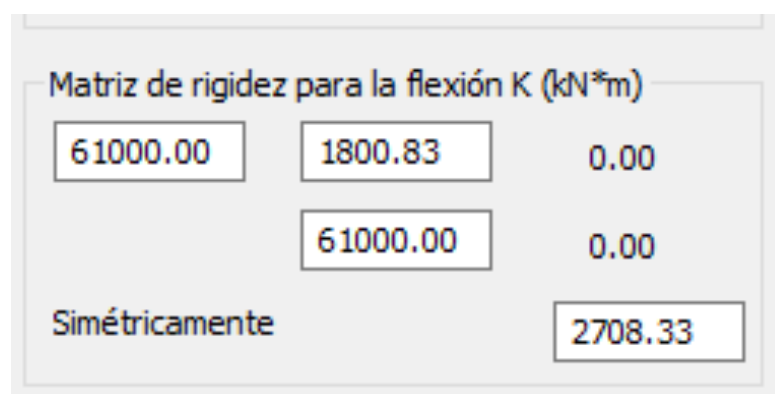 Matriz de rigidez para la flexión K (kN*m)
61000.00 1800.83 0.00
61000.00 0.00
Simétricamente 2708.33